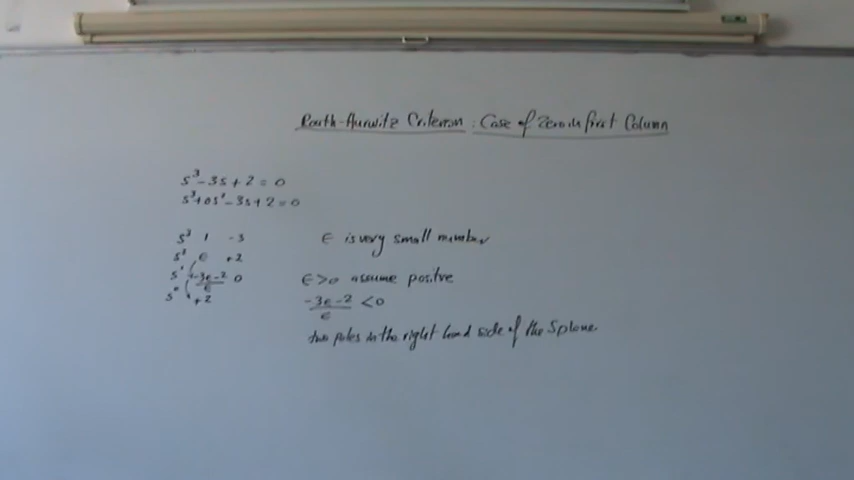 Routh-Hurwitz Criterion : Case of Zero in first Column
s³ - 3s + 2 = 0
s³ + 0s² - 3s + 2 = 0
s³ 1 -3
s² ϵ +2
s¹ -3ϵ-2/ϵ 0
s⁰ +2
ϵ is very small number
ϵ>0 assume positive
-3ϵ-2/ϵ <0
two poles in the right hand side of the S plane